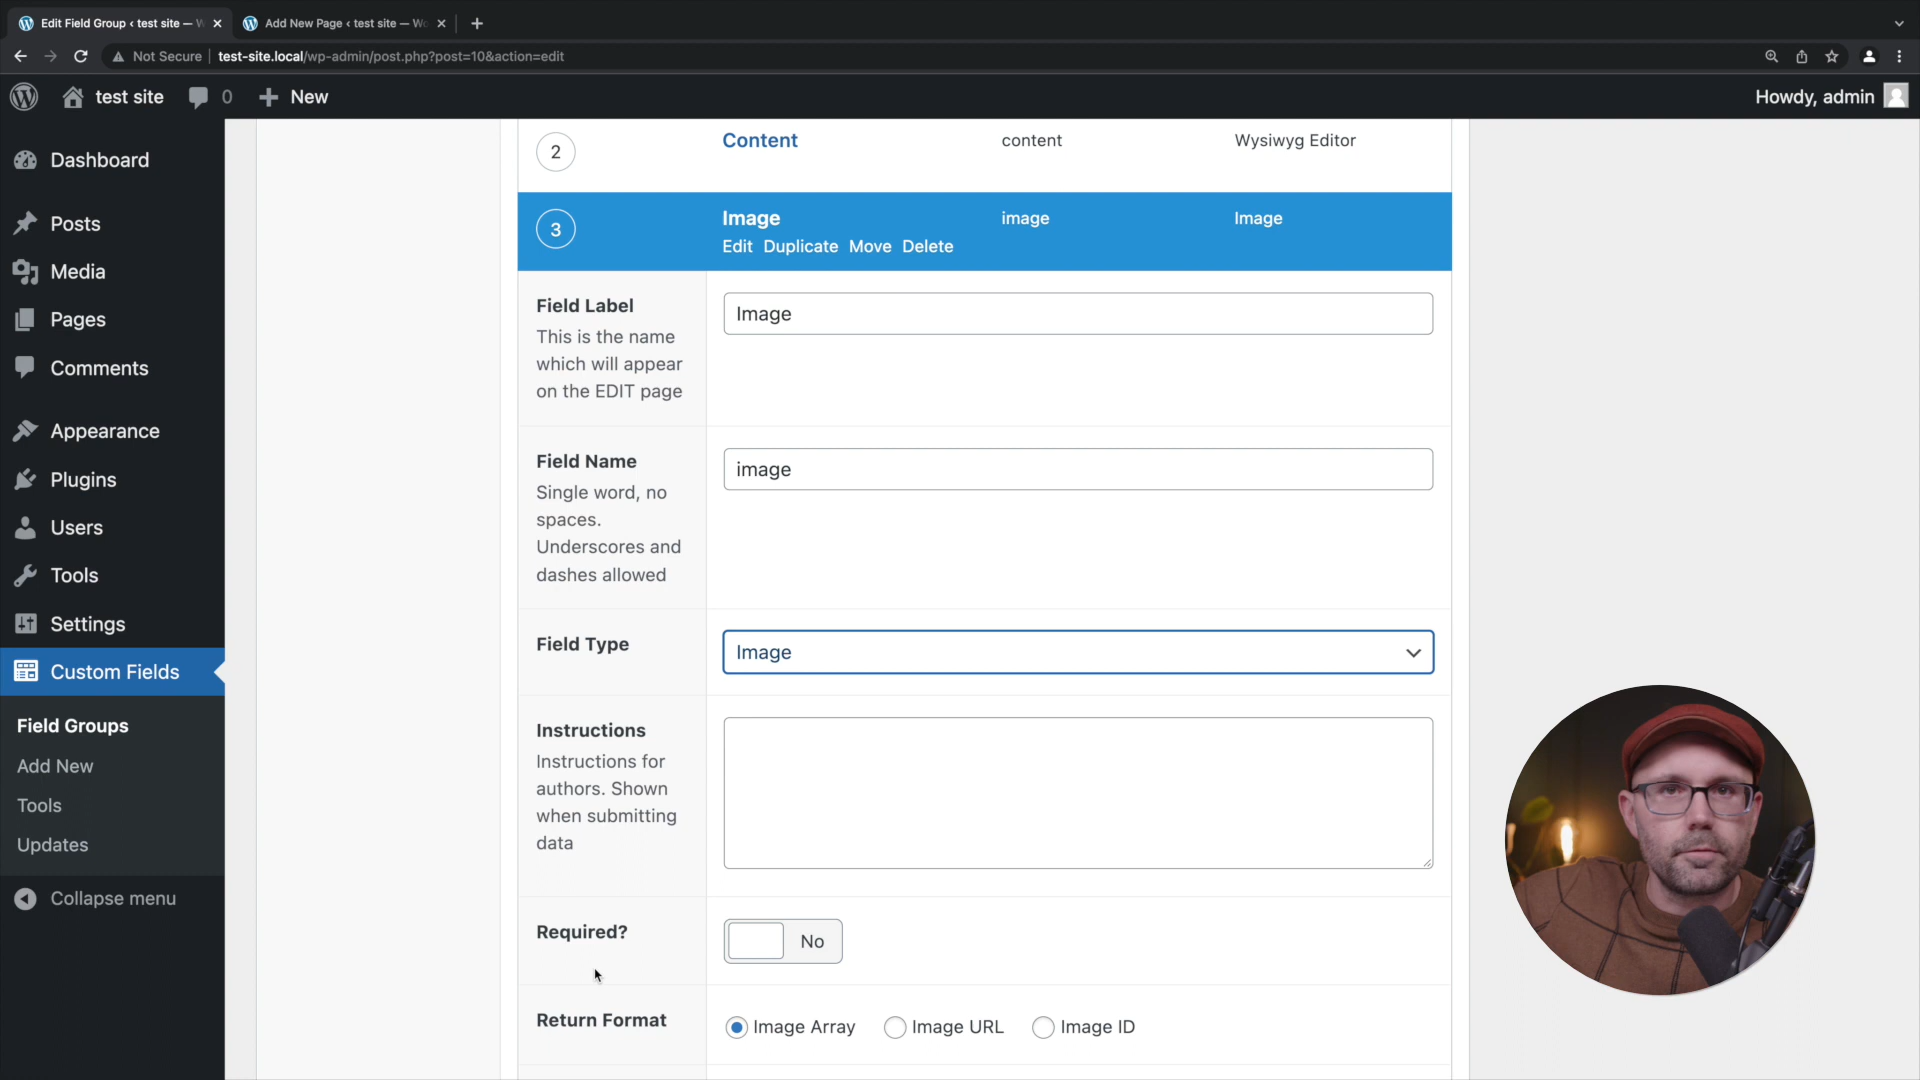 Edit Field Group ‹ test site — W
Add New Page ‹ test site — Wo
Not Secure
test-site.local/wp-admin/post.php?post=10&action=edit
test site
0
New
Howdy, admin
Dashboard
Posts
Media
Pages
Comments
Appearance
Plugins
Users
Tools
Settings
Custom Fields
Field Groups
Add New
Tools
Updates
Collapse menu
2 Content content Wysiwyg Editor
3 Image image Image
Edit Duplicate Move Delete
Field Label
This is the name
which will appear
on the EDIT page
Image
Field Name
Single word, no
spaces.
Underscores and
dashes allowed
image
Field Type
Image
Instructions
Instructions for
authors. Shown
when submitting
data
Required?
No
Return Format
Image Array Image URL Image ID